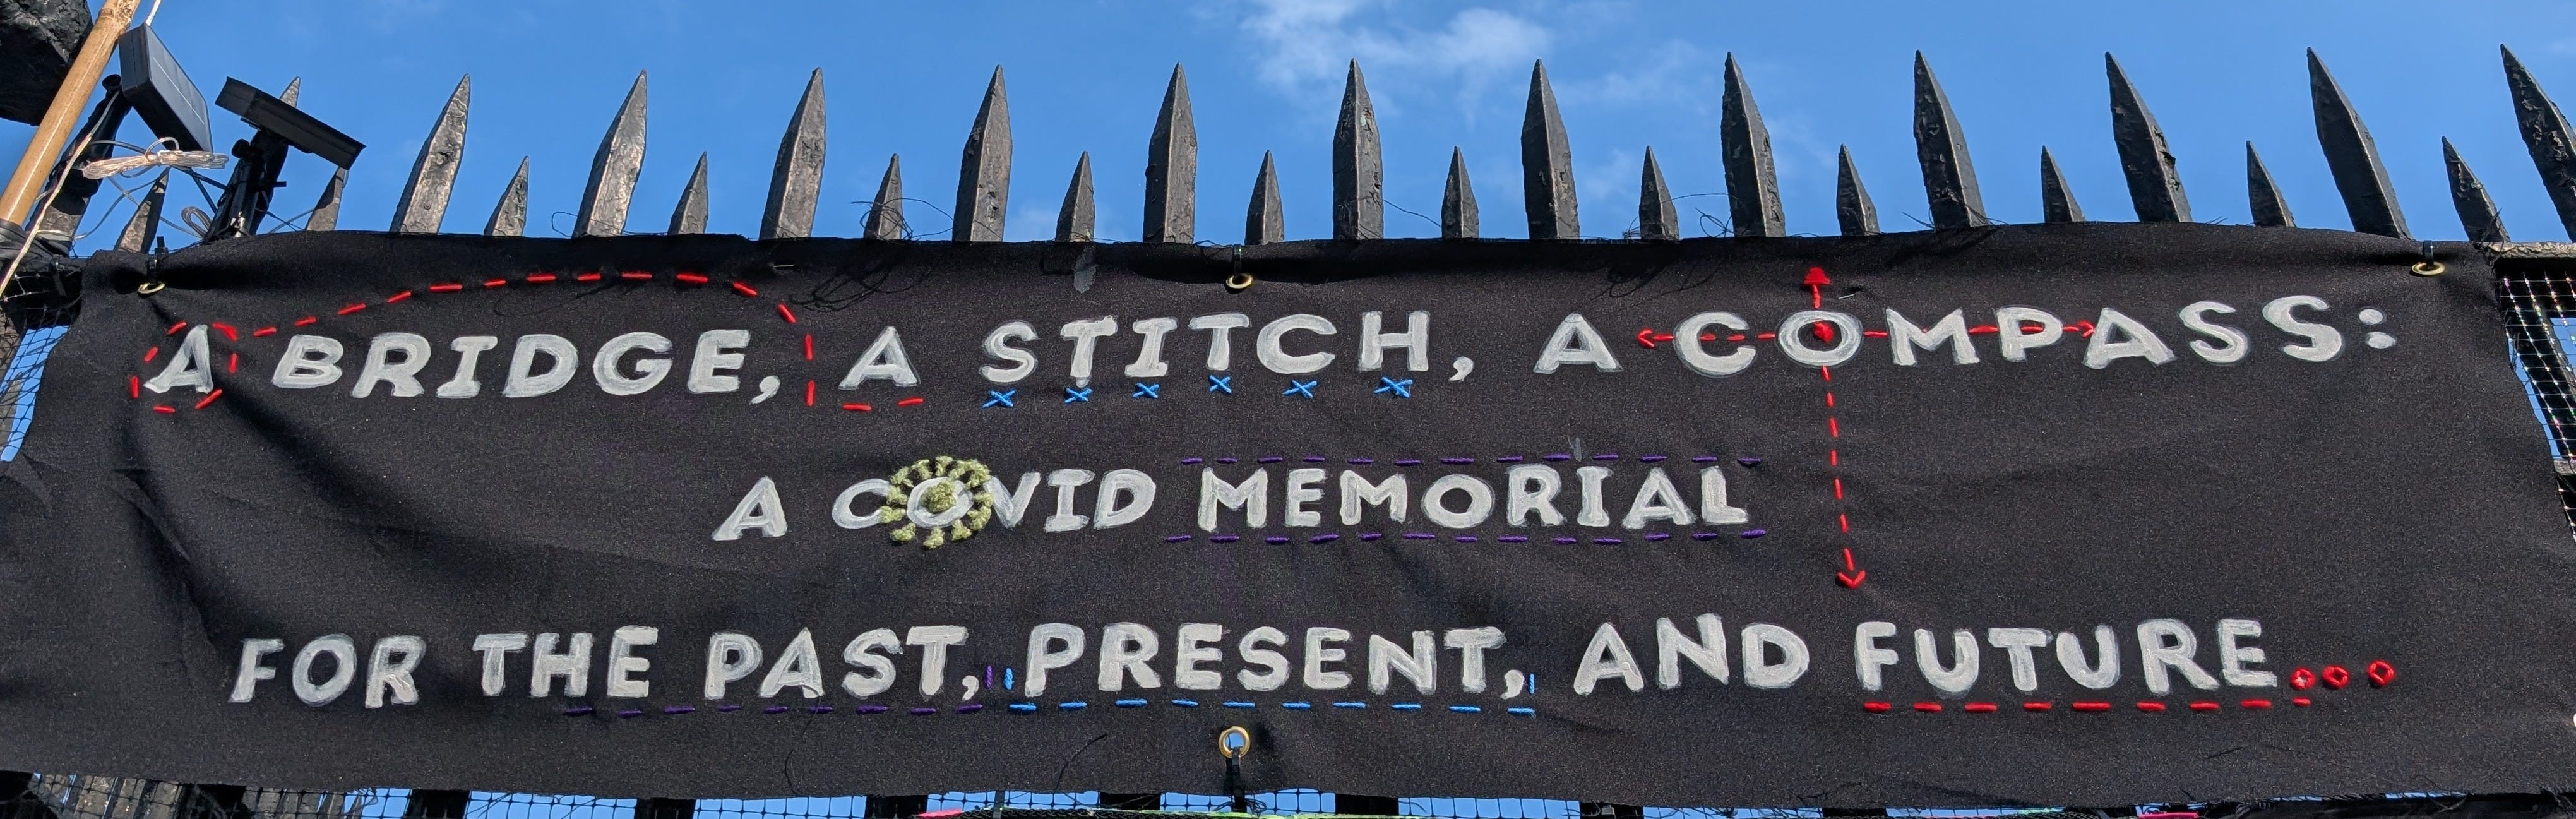 A BRIDGE, A STITCH, A COMPASS:
A COVID MEMORIAL
FOR THE PAST, PRESENT, AND FUTURE...